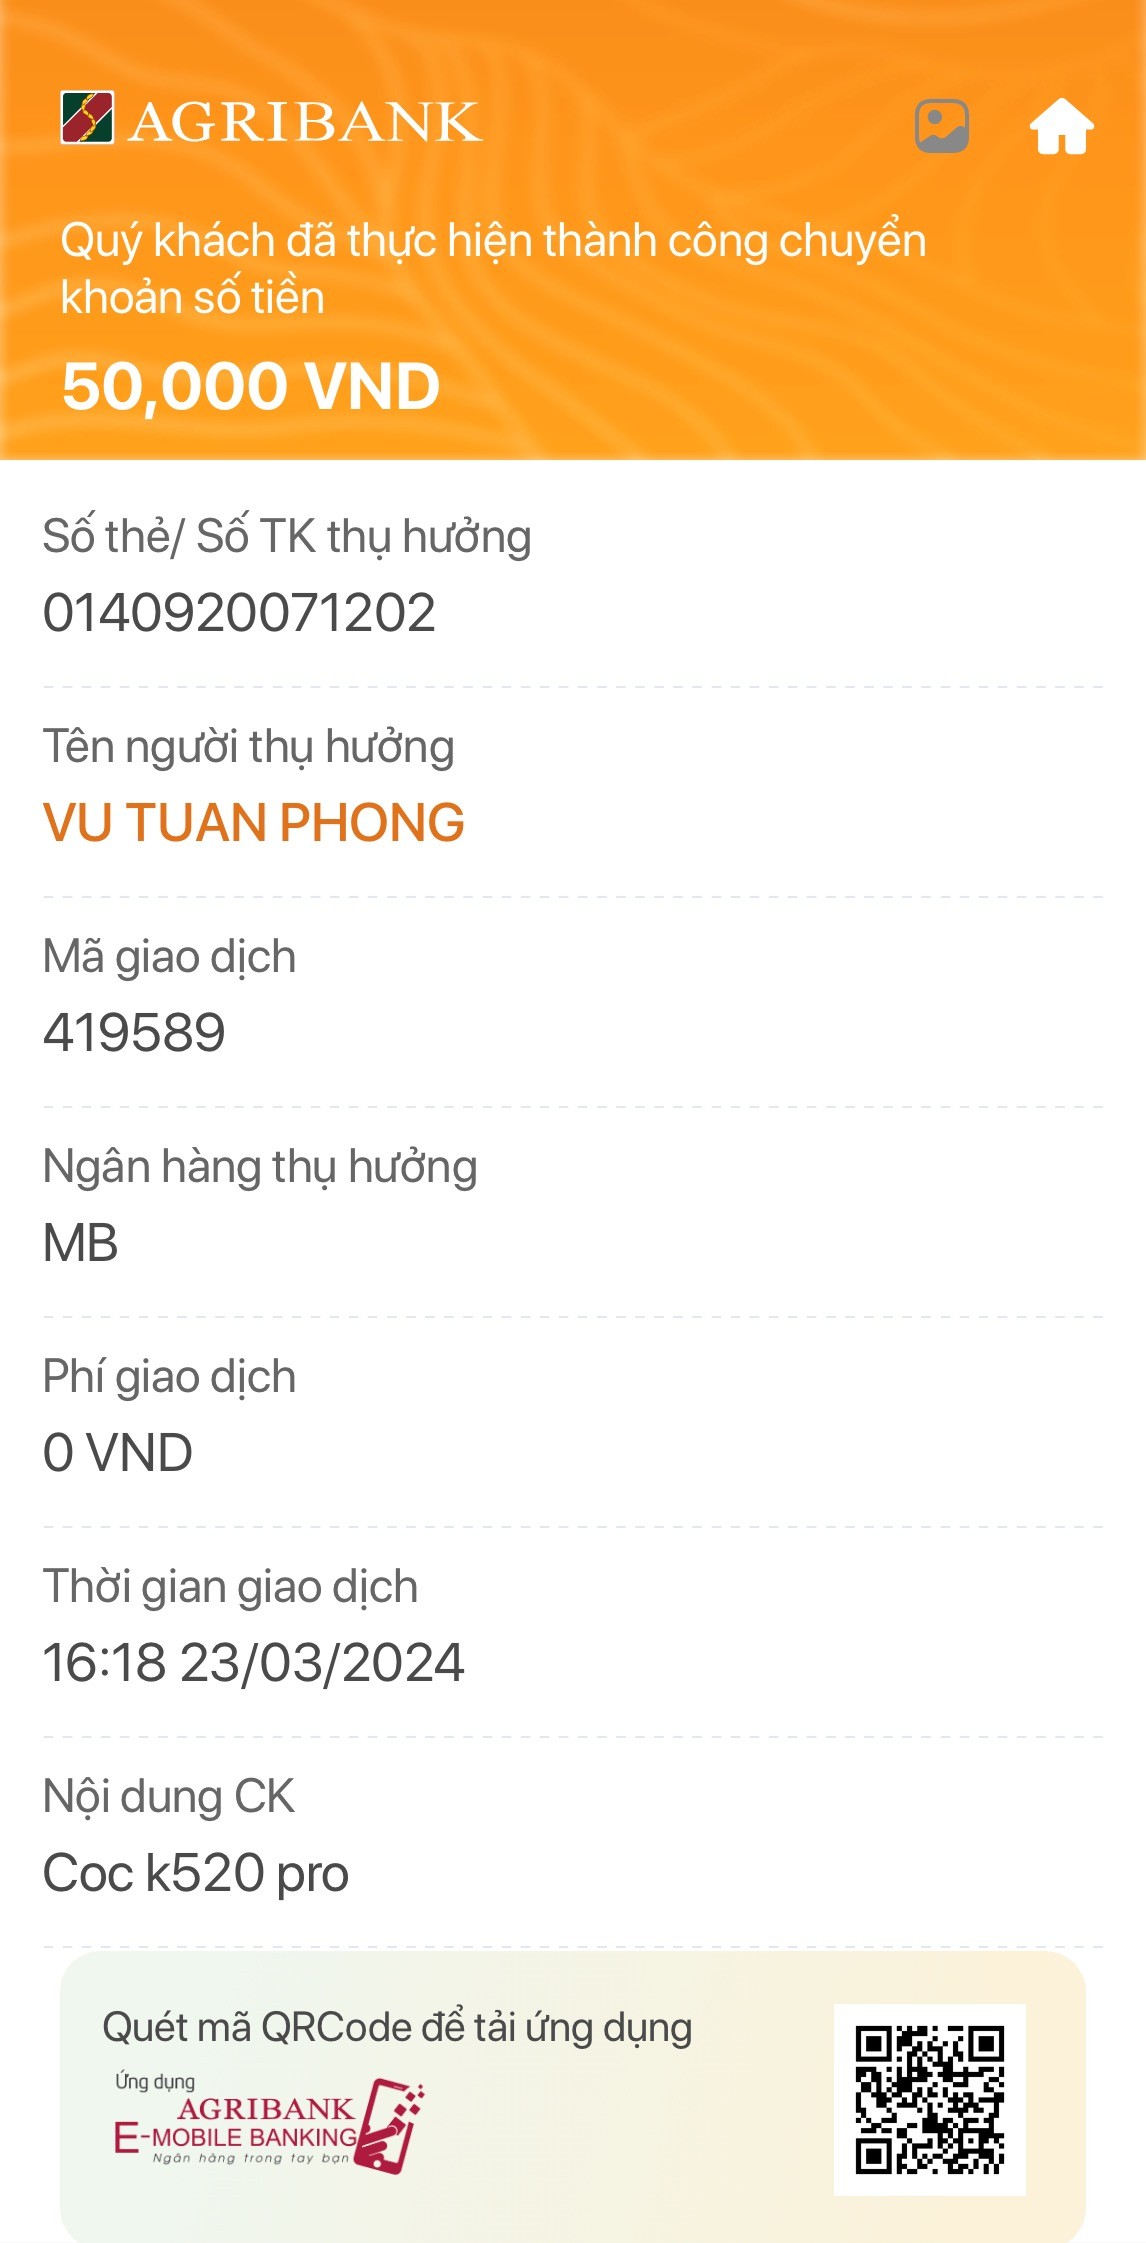 AGRIBANK
Quý khách đã thực hiện thành công chuyển
khoản số tiền
50,000 VND
Số thẻ/ Số TK thụ hưởng
0140920071202
Tên người thụ hưởng
VU TUAN PHONG
Mã giao dịch
419589
Ngân hàng thụ hưởng
MB
Phí giao dịch
0 VND
Thời gian giao dịch
16:18 23/03/2024
Nội dung CK
Coc k520 pro
Quét mã QRCode để tải ứng dụng
Ứng dụng
AGRIBANK
E-MOBILE BANKING
Ngân hàng trong tay bạn